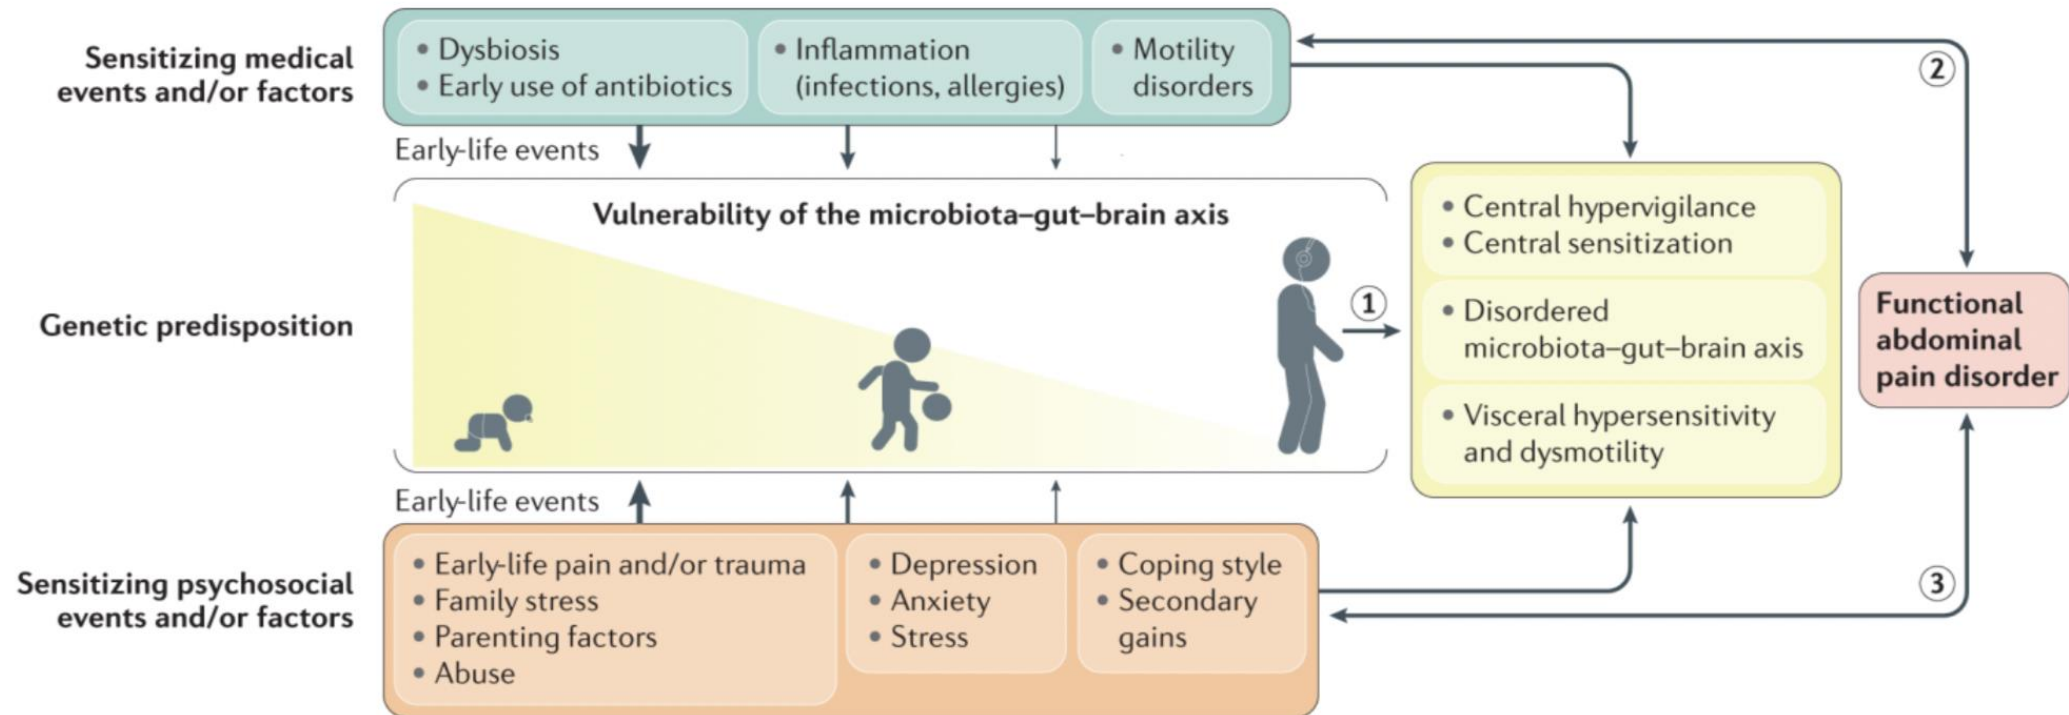 Sensitizing medical
events and/or factors
• Dysbiosis
• Early use of antibiotics
• Inflammation
(infections, allergies)
• Motility
disorders
2
Early-life events
Vulnerability of the microbiota–gut–brain axis
Genetic predisposition
1
• Central hypervigilance
• Central sensitization
• Disordered
microbiota–gut–brain axis
• Visceral hypersensitivity
and dysmotility
Functional
abdominal
pain disorder
Early-life events
Sensitizing psychosocial
events and/or factors
• Early-life pain and/or trauma
• Family stress
• Parenting factors
• Abuse
• Depression
• Anxiety
• Stress
• Coping style
• Secondary
gains
3